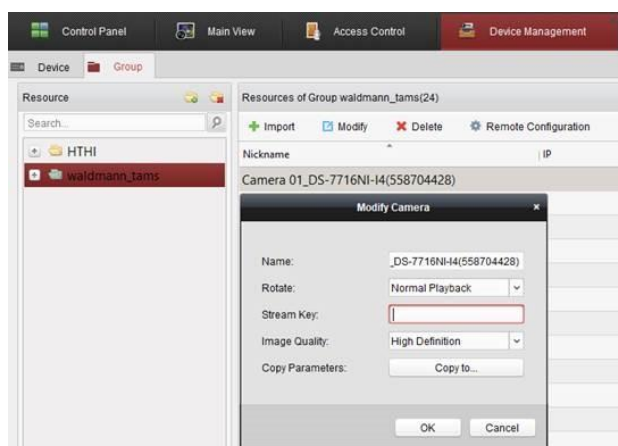 Control Panel Main View Access Control Device Management
Device Group
Resource
Search...
HTHI
waldmann_tams
Resources of Group waldmann_tams(24)
Import Modify Delete Remote Configuration
Nickname IP
Camera 01_DS-7716NI-I4(558704428)
Modify Camera
Name: _DS-7716NI-I4(558704428)
Rotate: Normal Playback
Stream Key:
Image Quality: High Definition
Copy Parameters: Copy to...
OK Cancel